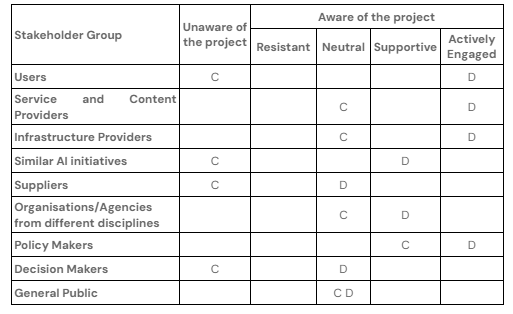 Stakeholder Group
Unaware of
the project
Aware of the project
Resistant Neutral Supportive Actively
Engaged
Users C D
Service and Content
Providers C D
Infrastructure Providers C D
Similar AI initiatives C D
Suppliers C D
Organisations/Agencies
from different disciplines C D
Policy Makers C D
Decision Makers C D
General Public C D